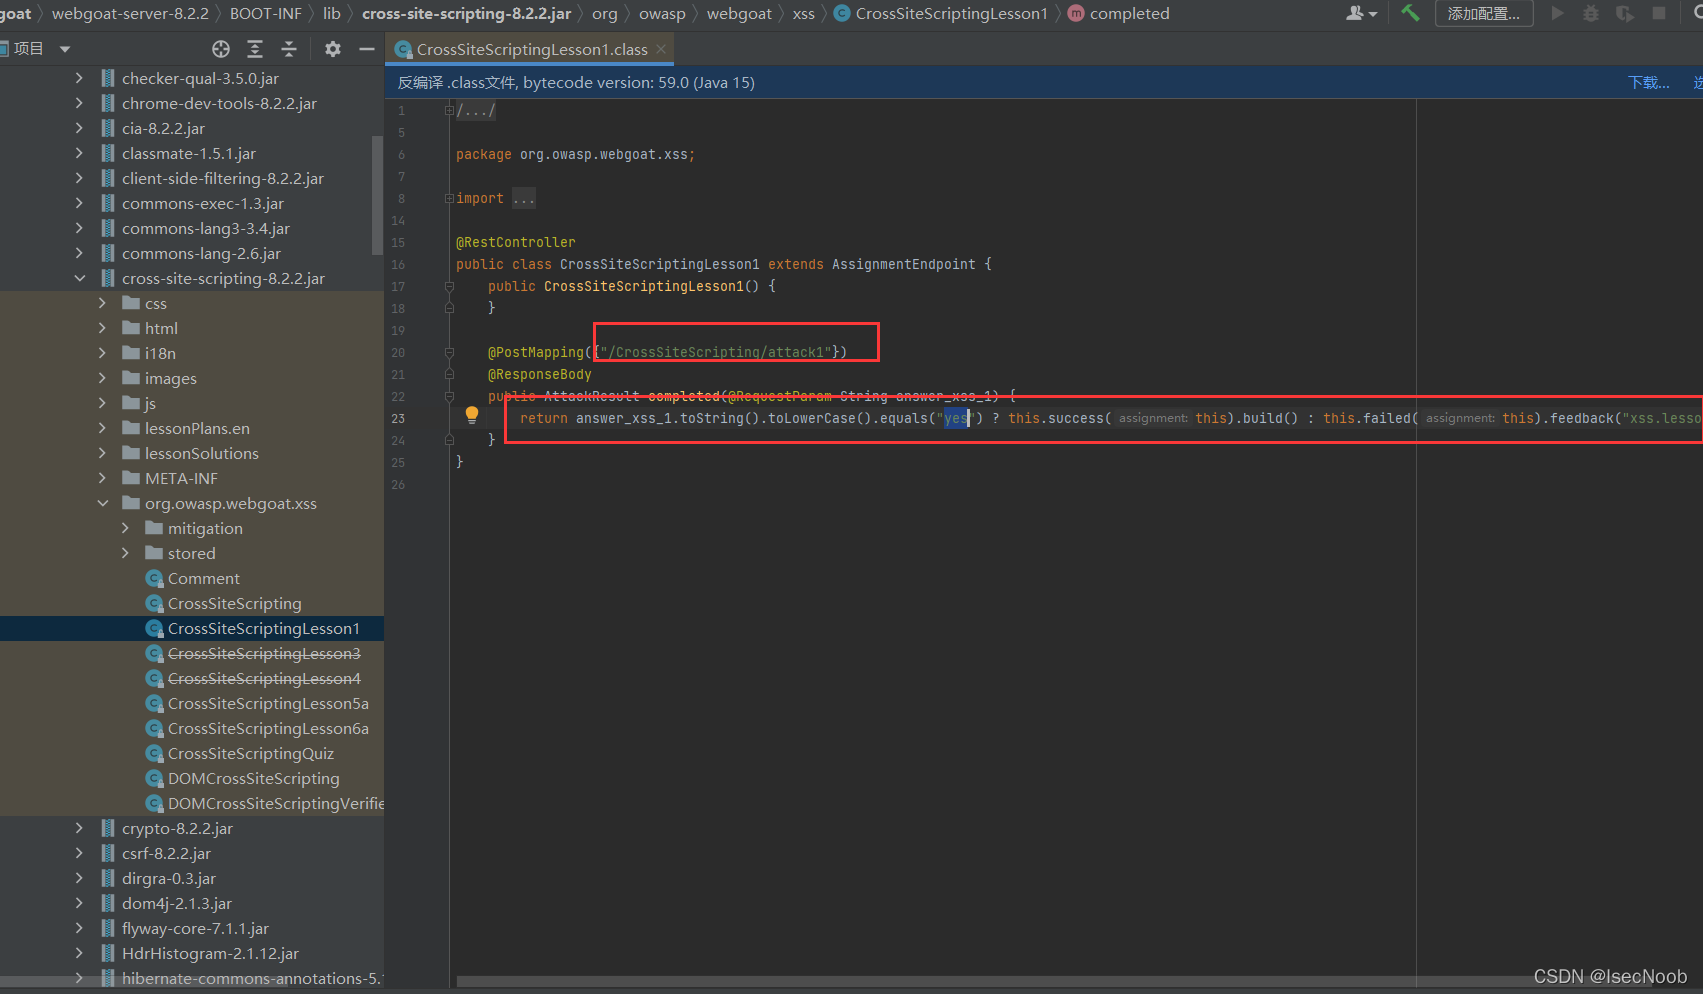 goat 〉 webgoat-server-8.2.2 〉 BOOT-INF 〉 lib 〉 cross-site-scripting-8.2.2.jar 〉 org 〉 owasp 〉 webgoat 〉 xss 〉 CrossSiteScriptingLesson1 〉 m completed
添加配置...
项目
CrossSiteScriptingLesson1.class
反编译 .class文件, bytecode version: 59.0 (Java 15)
下载...
checker-qual-3.5.0.jar
chrome-dev-tools-8.2.2.jar
cia-8.2.2.jar
classmate-1.5.1.jar
client-side-filtering-8.2.2.jar
commons-exec-1.3.jar
commons-lang3-3.4.jar
commons-lang-2.6.jar
cross-site-scripting-8.2.2.jar
css
html
i18n
images
js
lessonPlans.en
lessonSolutions
META-INF
org.owasp.webgoat.xss
mitigation
stored
Comment
CrossSiteScripting
CrossSiteScriptingLesson1
CrossSiteScriptingLesson3
CrossSiteScriptingLesson4
CrossSiteScriptingLesson5a
CrossSiteScriptingLesson6a
CrossSiteScriptingQuiz
DOMCrossSiteScripting
DOMCrossSiteScriptingVerifie
crypto-8.2.2.jar
csrf-8.2.2.jar
dirgra-0.3.jar
dom4j-2.1.3.jar
flyway-core-7.1.1.jar
HdrHistogram-2.1.12.jar
hibernate-commons-annotations-5.
1 /.../
5
6 package org.owasp.webgoat.xss;
7
8 import ...
14
15 @RestController
16 public class CrossSiteScriptingLesson1 extends AssignmentEndpoint {
17 public CrossSiteScriptingLesson1() {
18 }
19
20 @PostMapping({"/CrossSiteScripting/attack1"})
21 @ResponseBody
22 public AttackResult completed(@RequestParam String answer_xss_1) {
23 return answer_xss_1.toString().toLowerCase().equals("yes") ? this.success( assignment: this).build() : this.failed( assignment: this).feedback("xss.lesso
24 }
25 }
26
CSDN @IsecNoob